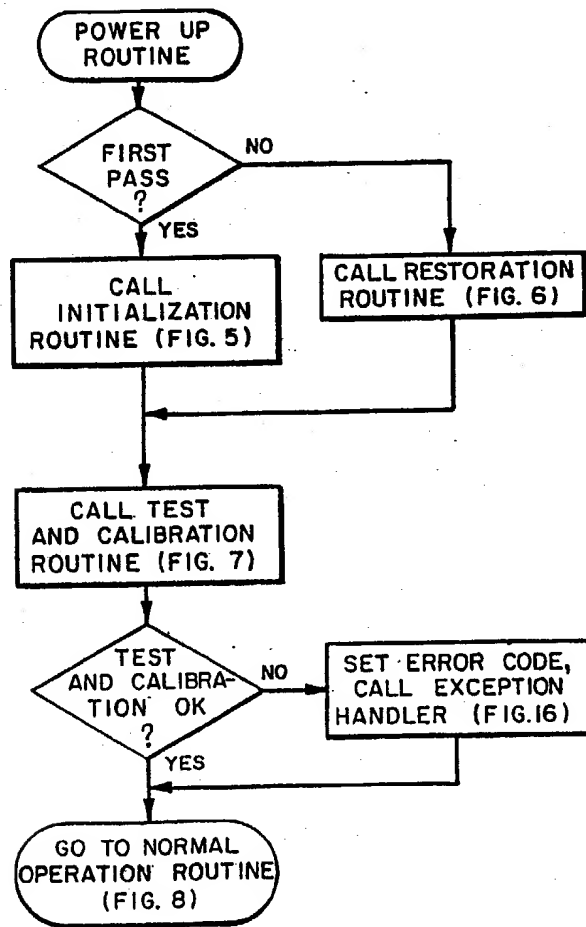 POWER UP
ROUTINE
FIRST
PASS
?
NO
YES
CALL
INITIALIZATION
ROUTINE (FIG. 5)
CALL RESTORATION
ROUTINE (FIG. 6)
CALL TEST
AND CALIBRATION
ROUTINE (FIG. 7)
TEST
AND CALIBRA-
TION OK
?
NO
YES
SET ERROR CODE,
CALL EXCEPTION
HANDLER (FIG.16)
GO TO NORMAL
OPERATION ROUTINE
(FIG. 8)